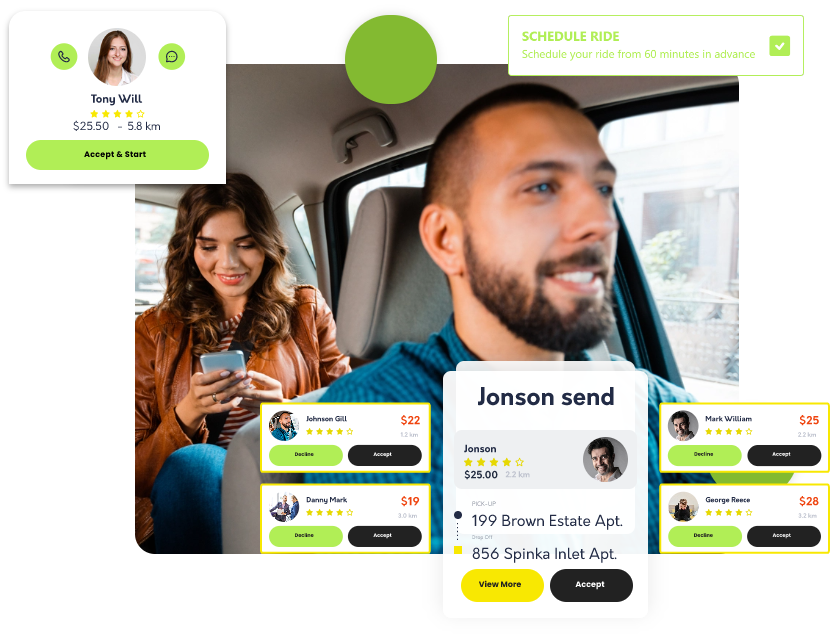 SCHEDULE RIDE
Schedule your ride from 60 minutes in advance
Tony Will
$25.50 - 5.8 km
Accept & Start
Jonson send
Jonson
$25.00 2.2 km
PICK-UP
199 Brown Estate Apt.
Drop Off
856 Spinka Inlet Apt.
View More
Accept
Johnson Gill
$22
1.2 km
Decline
Accept
Danny Mark
$19
3.0 km
Decline
Accept
Mark William
$25
2.2 km
Decline
Accept
George Reece
$28
3.2 km
Decline
Accept